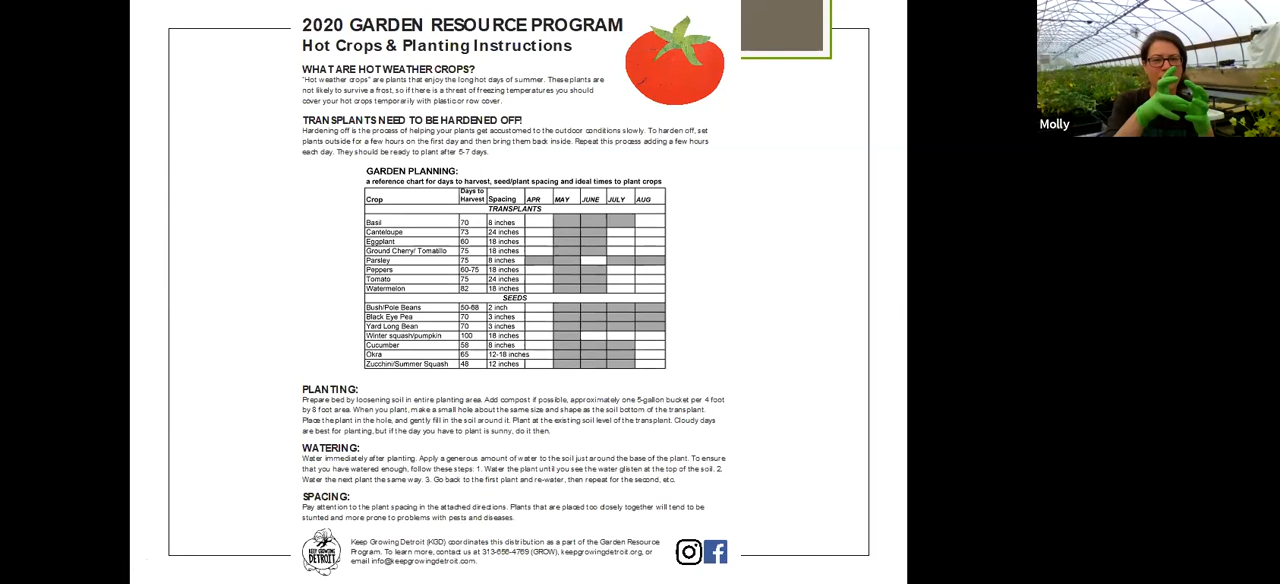 2020 GARDEN RESOURCE PROGRAM
Hot Crops & Planting Instructions
WHAT ARE HOT WEATHER CROPS?
"Hot weather crops" are plants that enjoy the long hot days of summer. These plants are
not likely to survive a frost, so if there is a threat of freezing temperatures you should
cover your hot crops temporarily with plastic or row cover.
TRANSPLANTS NEED TO BE HARDENED OFF!
Hardening off is the process of helping your plants get accustomed to the outdoor conditions slowly. To harden off, set
plants outside for a few hours on the first day and then bring them back inside. Repeat this process adding a few hours
each day. They should be ready to plant after 5-7 days.
GARDEN PLANNING:
a reference chart for days to harvest, seed/plant spacing and ideal times to plant crops
Crop Days to Harvest Spacing APR MAY JUNE JULY AUG
TRANSPLANTS
Basil 70 8 inches
Canteloupe 73 24 inches
Eggplant 60 18 inches
Ground Cherry/ Tomatillo 75 18 inches
Parsley 75 8 inches
Peppers 60-75 18 inches
Tomato 75 24 inches
Watermelon 82 18 inches
SEEDS
Bush/Pole Beans 50-68 2 inch
Black Eye Pea 70 3 inches
Yard Long Bean 70 3 inches
Winter squash/pumpkin 100 18 inches
Cucumber 58 8 inches
Okra 65 12-18 inches
Zucchini/Summer Squash 48 12 inches
PLANTING:
Prepare bed by loosening soil in entire planting area. Add compost if possible, approximately one 5-gallon bucket per 4 foot
by 8 foot area. When you plant, make a small hole about the same size and shape as the soil bottom of the transplant.
Place the plant in the hole, and gently fill in the soil around it. Plant at the existing soil level of the transplant. Cloudy days
are best for planting, but if the day you have to plant is sunny, do it then.
WATERING:
Water immediately after planting. Apply a generous amount of water to the soil just around the base of the plant. To ensure
that you have watered enough, follow these steps: 1. Water the plant until you see the water glisten at the top of the soil. 2.
Water the next plant the same way. 3. Go back to the first plant and re-water, then repeat for the second, etc.
SPACING:
Pay attention to the plant spacing in the attached directions. Plants that are placed too closely together will tend to be
stunted and more prone to problems with pests and diseases.
KEEP GROWING
DETROIT
Keep Growing Detroit (KGD) coordinates this distribution as a part of the Garden Resource
Program. To learn more, contact us at 313-656-4769 (GROW), keepgrowingdetroit.org, or
email info@keepgrowingdetroit.com.
Molly